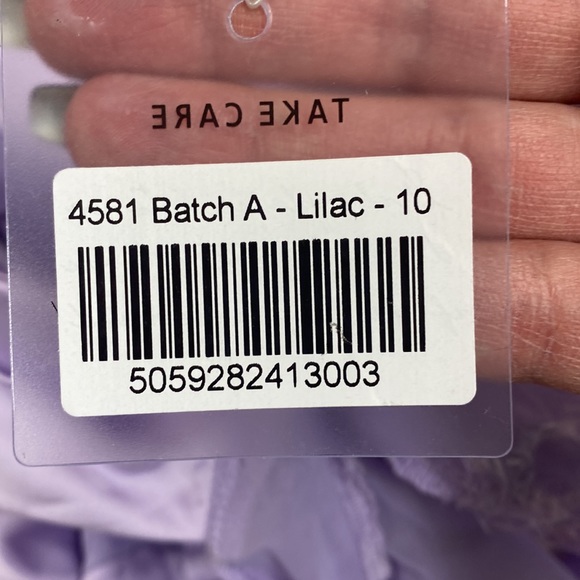 TAKE CARE
4581 Batch A - Lilac - 10
5059282413003